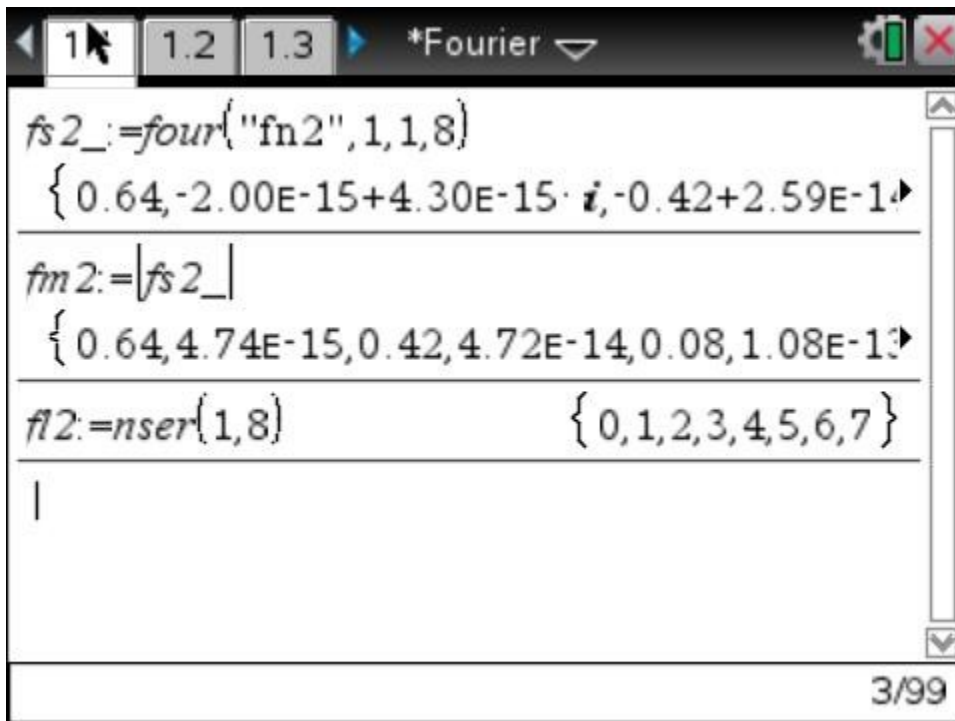 1.2 1.3 *Fourier
fs2_:=four("fn2",1,1,8)
{0.64,-2.00E-15+4.30E-15·i,-0.42+2.59E-14
fm2:=|fs2_|
{0.64,4.74E-15,0.42,4.72E-14,0.08,1.08E-13
fl2:=nser(1,8) {0,1,2,3,4,5,6,7}
3/99